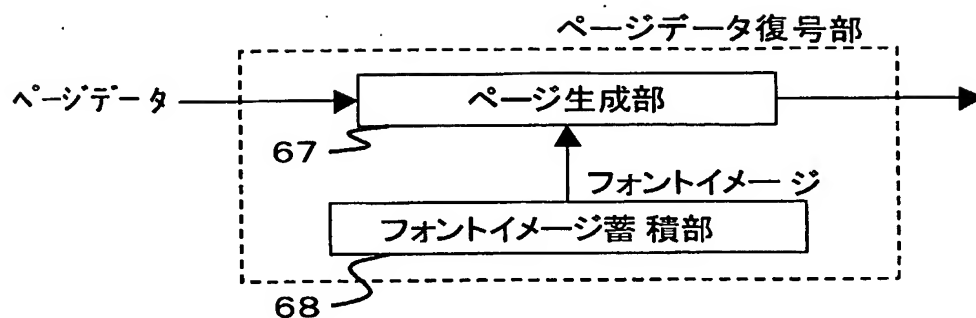 ページデータ復号部
ページデータ
ページ生成部
67
フォントイメージ
フォントイメージ蓄積部
68